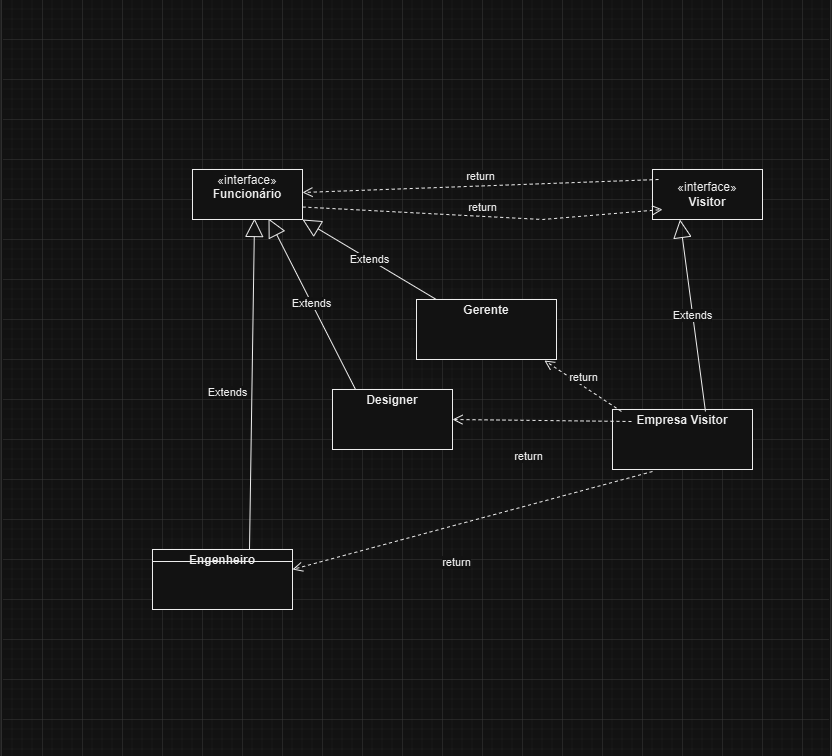 «interface»
Funcionário
return
return
«interface»
Visitor
Extends
Extends
Extends
Extends
Gerente
return
Designer
Empresa Visitor
return
Engenheiro
return